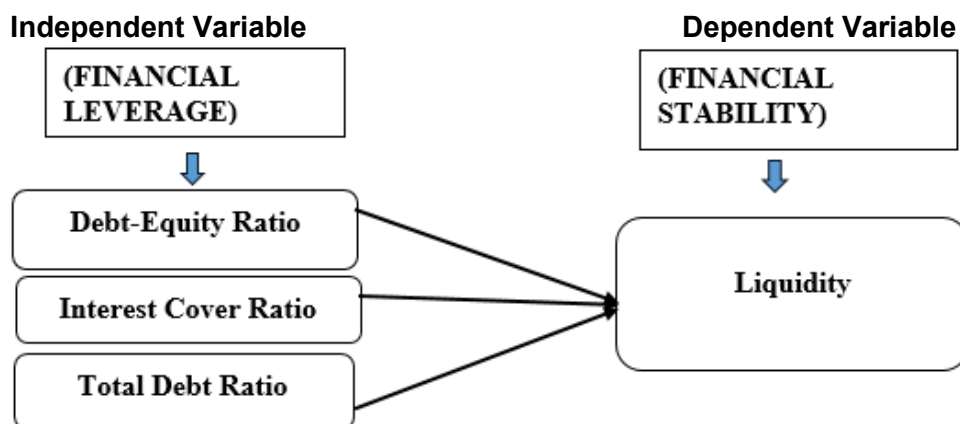 Independent Variable
Dependent Variable
(FINANCIAL
LEVERAGE)
(FINANCIAL
STABILITY)
Debt-Equity Ratio
Interest Cover Ratio
Total Debt Ratio
Liquidity